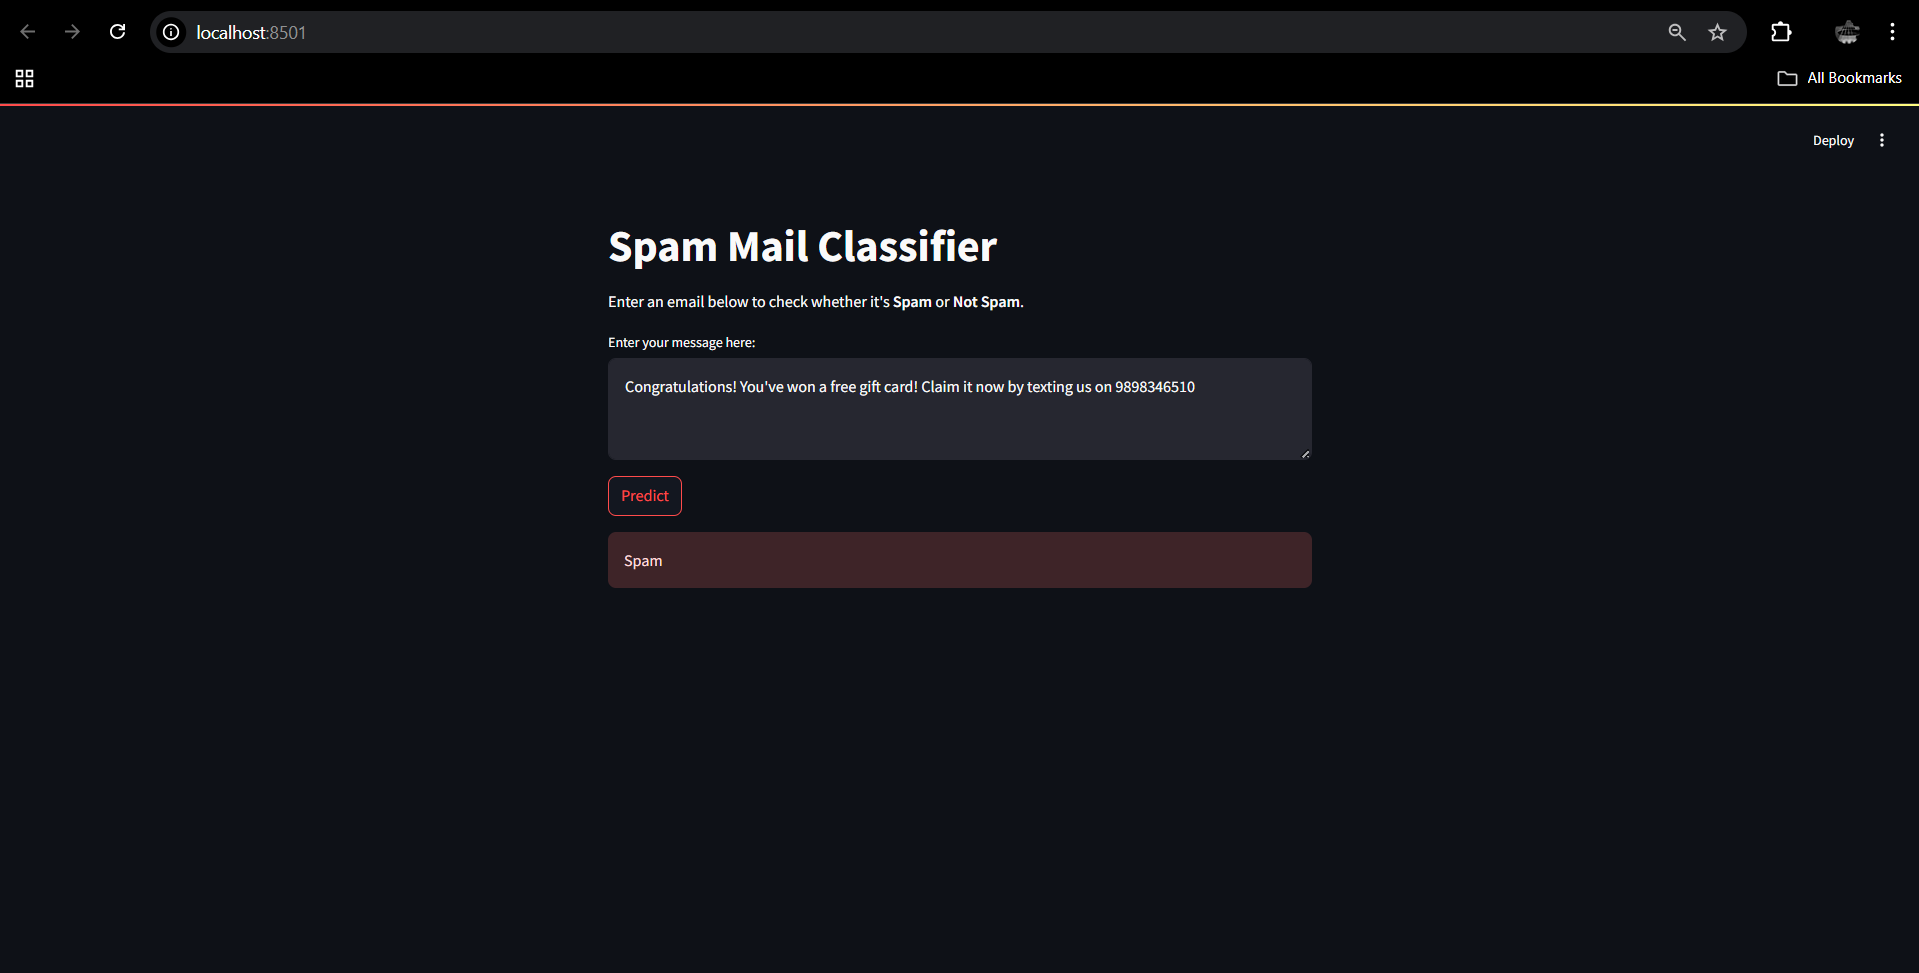 localhost:8501
All Bookmarks
Deploy
Spam Mail Classifier
Enter an email below to check whether it's Spam or Not Spam.
Enter your message here:
Congratulations! You've won a free gift card! Claim it now by texting us on 9898346510
Predict
Spam